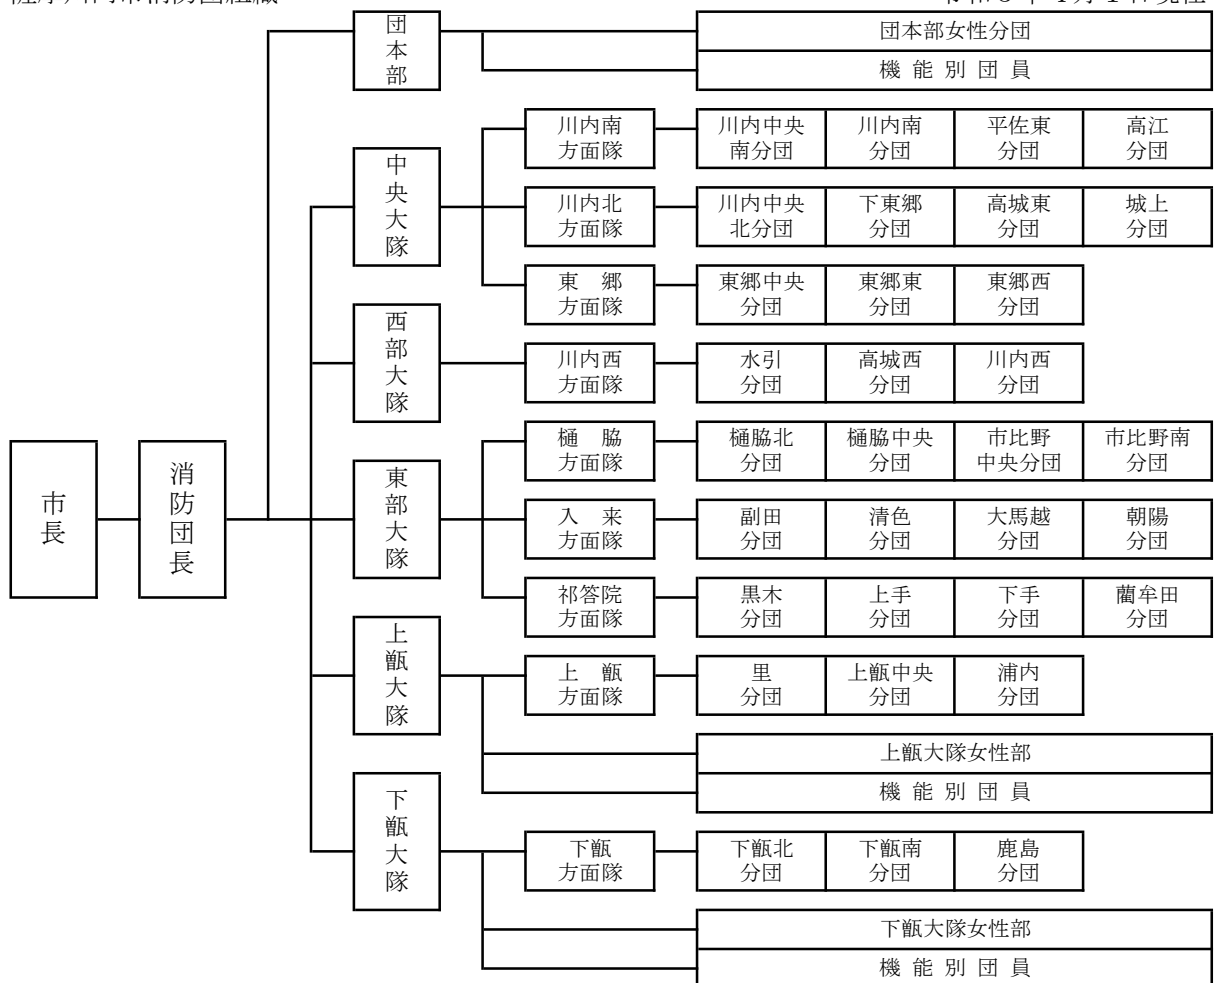 団本部
団本部女性分団
機能別団員
中央大隊
川内南
方面隊
川内中央
南分団
川内南
分団
平佐東
分団
高江
分団
川内北
方面隊
川内中央
北分団
下東郷
分団
高城東
分団
城上
分団
東郷
方面隊
東郷中央
分団
東郷東
分団
東郷西
分団
西部大隊
川内西
方面隊
水引
分団
高城西
分団
川内西
分団
市長
消防団長
東部大隊
樋脇
方面隊
樋脇北
分団
樋脇中央
分団
市比野
中央分団
市比野南
分団
入来
方面隊
副田
分団
清色
分団
大馬越
分団
朝陽
分団
祁答院
方面隊
黒木
分団
上手
分団
下手
分団
藺牟田
分団
上甑大隊
上甑
方面隊
里
分団
上甑中央
分団
浦内
分団
上甑大隊女性部
機能別団員
下甑大隊
下甑
方面隊
下甑北
分団
下甑南
分団
鹿島
分団
下甑大隊女性部
機能別団員